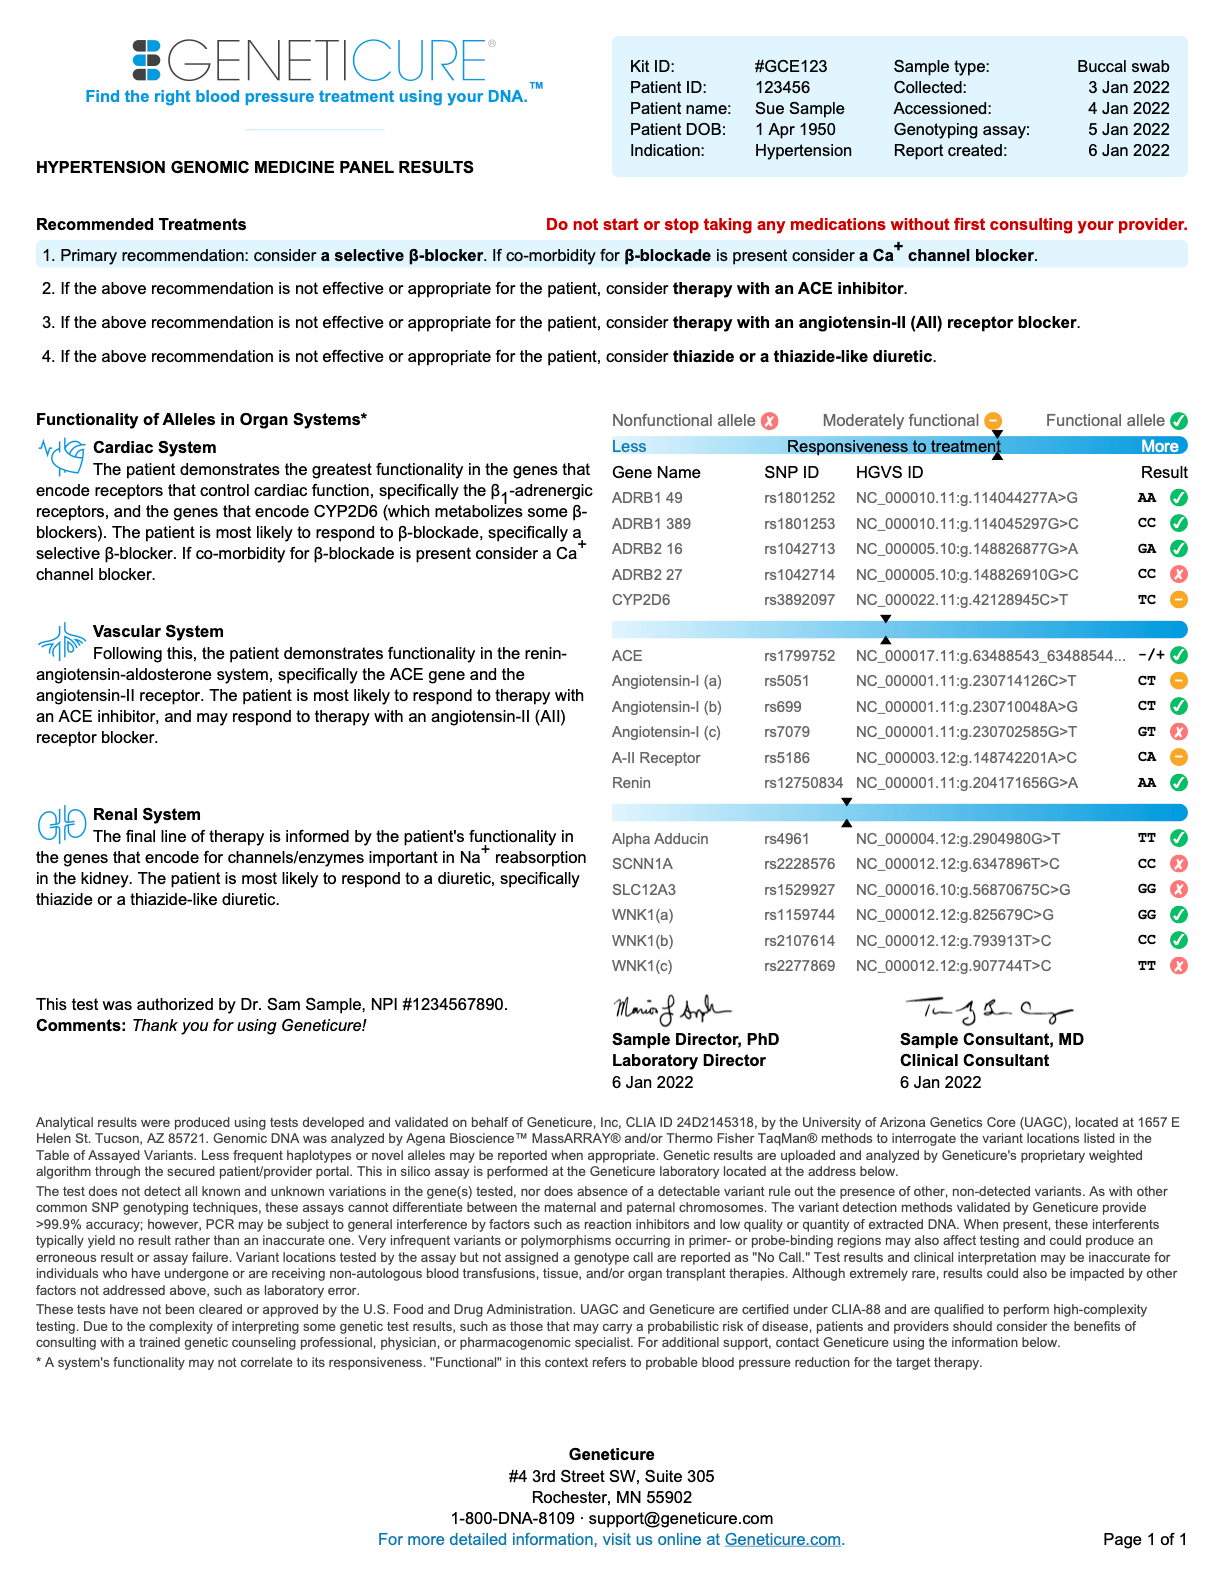 GENETICURE®
Find the right blood pressure treatment using your DNA.™
HYPERTENSION GENOMIC MEDICINE PANEL RESULTS
Kit ID: #GCE123 Sample type: Buccal swab
Patient ID: 123456 Collected: 3 Jan 2022
Patient name: Sue Sample Accessioned: 4 Jan 2022
Patient DOB: 1 Apr 1950 Genotyping assay: 5 Jan 2022
Indication: Hypertension Report created: 6 Jan 2022
Recommended Treatments Do not start or stop taking any medications without first consulting your provider.
1. Primary recommendation: consider a selective β-blocker. If co-morbidity for β-blockade is present consider a Ca+ channel blocker.
2. If the above recommendation is not effective or appropriate for the patient, consider therapy with an ACE inhibitor.
3. If the above recommendation is not effective or appropriate for the patient, consider therapy with an angiotensin-II (AII) receptor blocker.
4. If the above recommendation is not effective or appropriate for the patient, consider thiazide or a thiazide-like diuretic.
Functionality of Alleles in Organ Systems*
Cardiac System
The patient demonstrates the greatest functionality in the genes that
encode receptors that control cardiac function, specifically the β1-adrenergic
receptors, and the genes that encode CYP2D6 (which metabolizes some β-
blockers). The patient is most likely to respond to β-blockade, specifically a
selective β-blocker. If co-morbidity for β-blockade is present consider a Ca+
channel blocker.
Vascular System
Following this, the patient demonstrates functionality in the renin-
angiotensin-aldosterone system, specifically the ACE gene and the
angiotensin-II receptor. The patient is most likely to respond to therapy with
an ACE inhibitor, and may respond to therapy with an angiotensin-II (AII)
receptor blocker.
Renal System
The final line of therapy is informed by the patient's functionality in
the genes that encode for channels/enzymes important in Na+ reabsorption
in the kidney. The patient is most likely to respond to a diuretic, specifically
thiazide or a thiazide-like diuretic.
Nonfunctional allele Moderately functional Functional allele
Less Responsiveness to treatment More
Gene Name SNP ID HGVS ID Result
ADRB1 49 rs1801252 NC_000010.11:g.114044277A>G AA
ADRB1 389 rs1801253 NC_000010.11:g.114045297G>C CC
ADRB2 16 rs1042713 NC_000005.10:g.148826877G>A GA
ADRB2 27 rs1042714 NC_000005.10:g.148826910G>C CC
CYP2D6 rs3892097 NC_000022.11:g.42128945C>T TC
ACE rs1799752 NC_000017.11:g.63488543_63488544... -/+
Angiotensin-I (a) rs5051 NC_000001.11:g.230714126C>T CT
Angiotensin-I (b) rs699 NC_000001.11:g.230710048A>G CT
Angiotensin-I (c) rs7079 NC_000001.11:g.230702585G>T GT
A-II Receptor rs5186 NC_000003.12:g.148742201A>C CA
Renin rs12750834 NC_000001.11:g.204171656G>A AA
Alpha Adducin rs4961 NC_000004.12:g.2904980G>T TT
SCNN1A rs2228576 NC_000012.12:g.6347896T>C CC
SLC12A3 rs1529927 NC_000016.10:g.56870675C>G GG
WNK1(a) rs1159744 NC_000012.12:g.825679C>G GG
WNK1(b) rs2107614 NC_000012.12:g.793913T>C CC
WNK1(c) rs2277869 NC_000012.12:g.907744T>C TT
This test was authorized by Dr. Sam Sample, NPI #1234567890.
Comments: Thank you for using Geneticure!
Sample Director, PhD
Laboratory Director
6 Jan 2022
Sample Consultant, MD
Clinical Consultant
6 Jan 2022
Analytical results were produced using tests developed and validated on behalf of Geneticure, Inc, CLIA ID 24D2145318, by the University of Arizona Genetics Core (UAGC), located at 1657 E
Helen St. Tucson, AZ 85721. Genomic DNA was analyzed by Agena Bioscience™ MassARRAY® and/or Thermo Fisher TaqMan® methods to interrogate the variant locations listed in the
Table of Assayed Variants. Less frequent haplotypes or novel alleles may be reported when appropriate. Genetic results are uploaded and analyzed by Geneticure's proprietary weighted
algorithm through the secured patient/provider portal. This in silico assay is performed at the Geneticure laboratory located at the address below.
The test does not detect all known and unknown variations in the gene(s) tested, nor does absence of a detectable variant rule out the presence of other, non-detected variants. As with other
common SNP genotyping techniques, these assays cannot differentiate between the maternal and paternal chromosomes. The variant detection methods validated by Geneticure provide
>99.9% accuracy; however, PCR may be subject to general interference by factors such as reaction inhibitors and low quality or quantity of extracted DNA. When present, these interferents
typically yield no result rather than an inaccurate one. Very infrequent variants or polymorphisms occurring in primer- or probe-binding regions may also affect testing and could produce an
erroneous result or assay failure. Variant locations tested by the assay but not assigned a genotype call are reported as "No Call." Test results and clinical interpretation may be inaccurate for
individuals who have undergone or are receiving non-autologous blood transfusions, tissue, and/or organ transplant therapies. Although extremely rare, results could also be impacted by other
factors not addressed above, such as laboratory error.
These tests have not been cleared or approved by the U.S. Food and Drug Administration. UAGC and Geneticure are certified under CLIA-88 and are qualified to perform high-complexity
testing. Due to the complexity of interpreting some genetic test results, such as those that may carry a probabilistic risk of disease, patients and providers should consider the benefits of
consulting with a trained genetic counseling professional, physician, or pharmacogenomic specialist. For additional support, contact Geneticure using the information below.
* A system's functionality may not correlate to its responsiveness. "Functional" in this context refers to probable blood pressure reduction for the target therapy.
Geneticure
#4 3rd Street SW, Suite 305
Rochester, MN 55902
1-800-DNA-8109 · support@geneticure.com
For more detailed information, visit us online at Geneticure.com.
Page 1 of 1